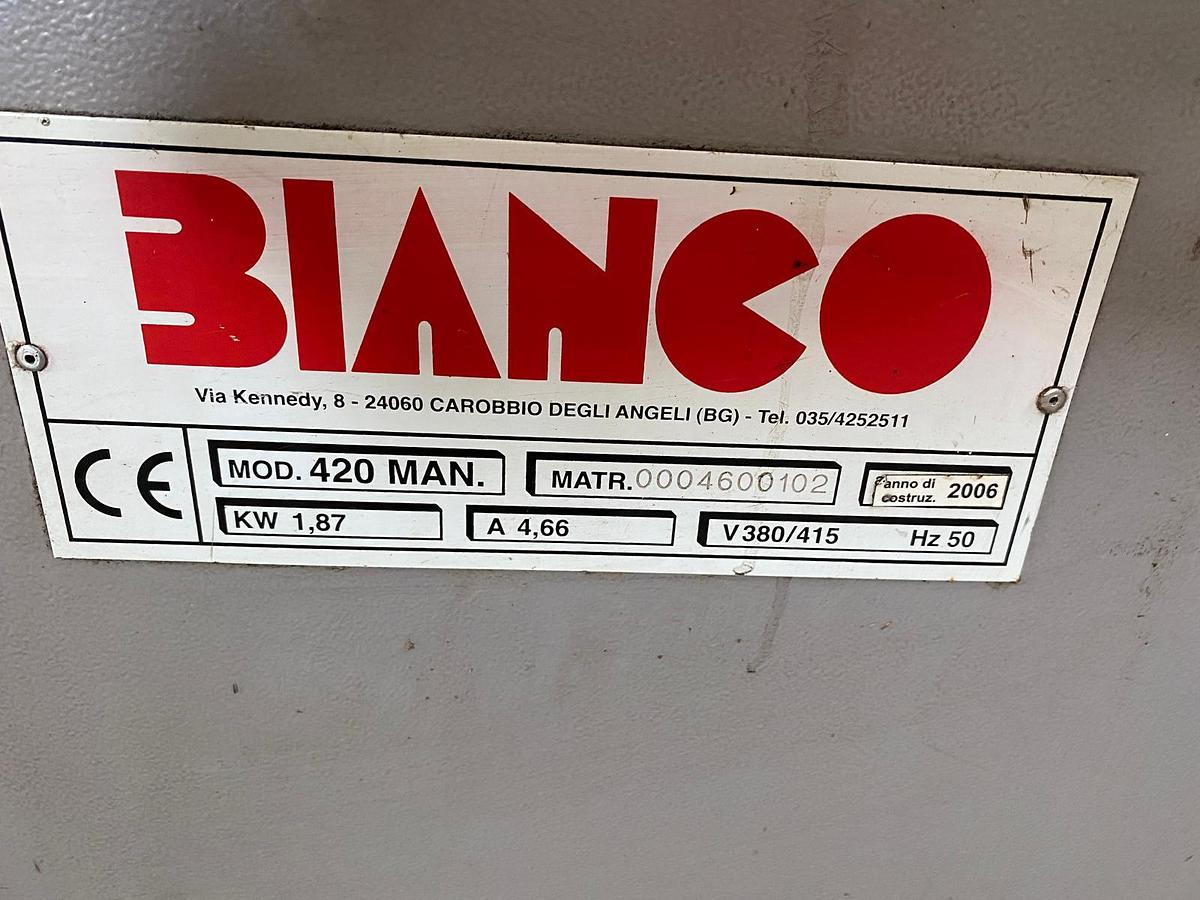 BIANCO
Via Kennedy, 8 - 24060 CAROBBIO DEGLI ANGELI (BG) - Tel. 035/4252511
CE
MOD. 420 MAN.
MATR. 0004600102
anno di
costruz. 2006
KW 1,87
A 4,66
V 380/415 Hz 50